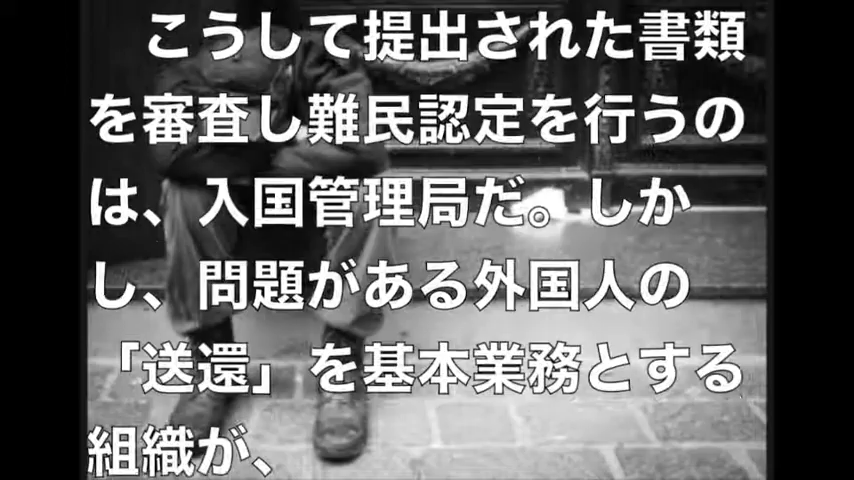 こうして提出された書類
を審査し難民認定を行うの
は、入国管理局だ。しか
し、問題がある外国人の
「送還」を基本業務とする
組織が、